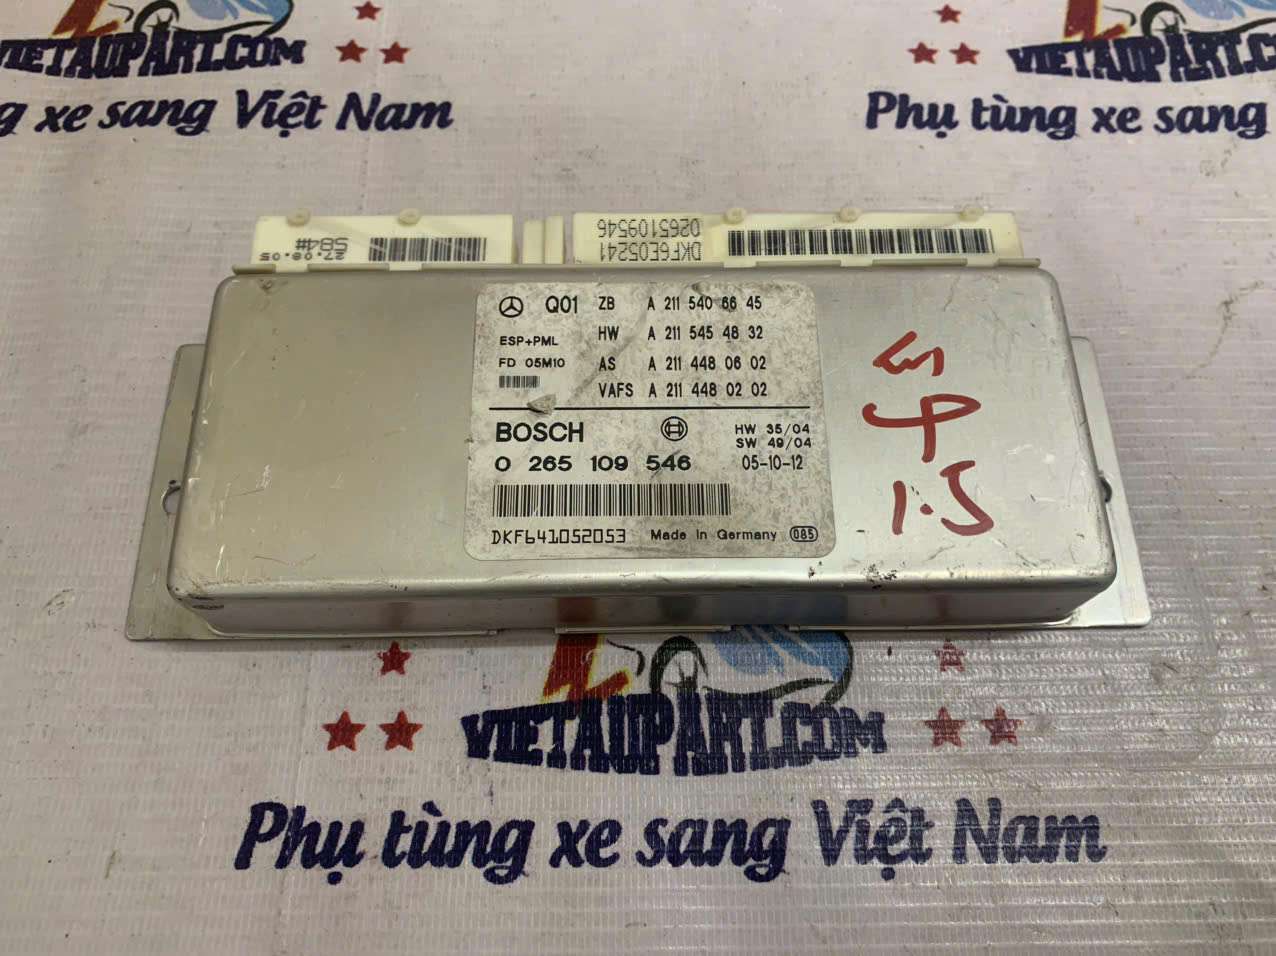 VIETAUPART.COM
xe sang Việt Nam
VIETAUPART.COM
Phụ tùng xe sang
27.06.05
584#
0265109546
DKF6E05241
Q01 ZB A 211 540 66 45
ESP+PML HW A 211 545 48 32
FD 05M10 AS A 211 448 06 02
VAFS A 211 448 02 02
BOSCH HW 35/04
SW 49/04
0 265 109 546 05-10-12
DKF641052053 Made in Germany 085
1.5
VIETAUPART.COM
Phụ tùng xe sang Việt Nam